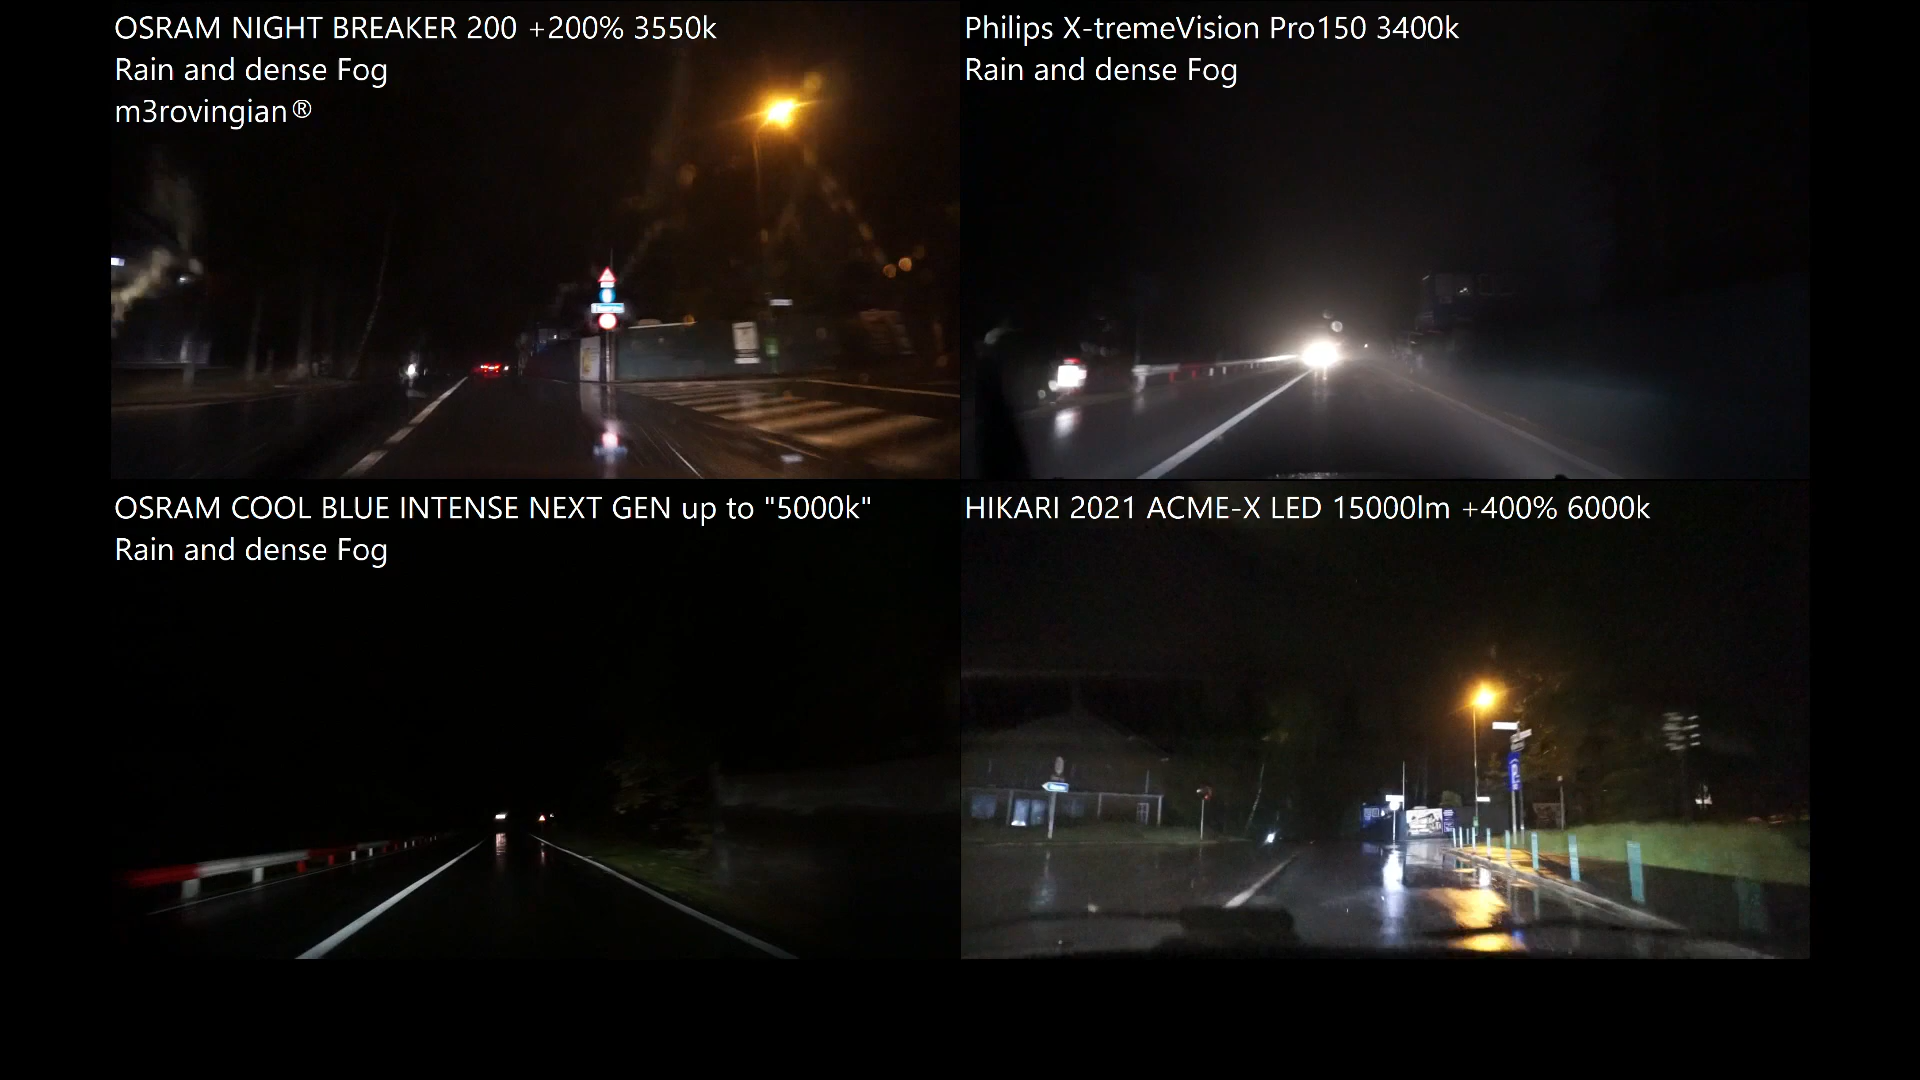 OSRAM NIGHT BREAKER 200 +200% 3550k
Rain and dense Fog
m3rovingian®
Philips X-tremeVision Pro150 3400k
Rain and dense Fog
OSRAM COOL BLUE INTENSE NEXT GEN up to "5000k"
Rain and dense Fog
HIKARI 2021 ACME-X LED 15000lm +400% 6000k